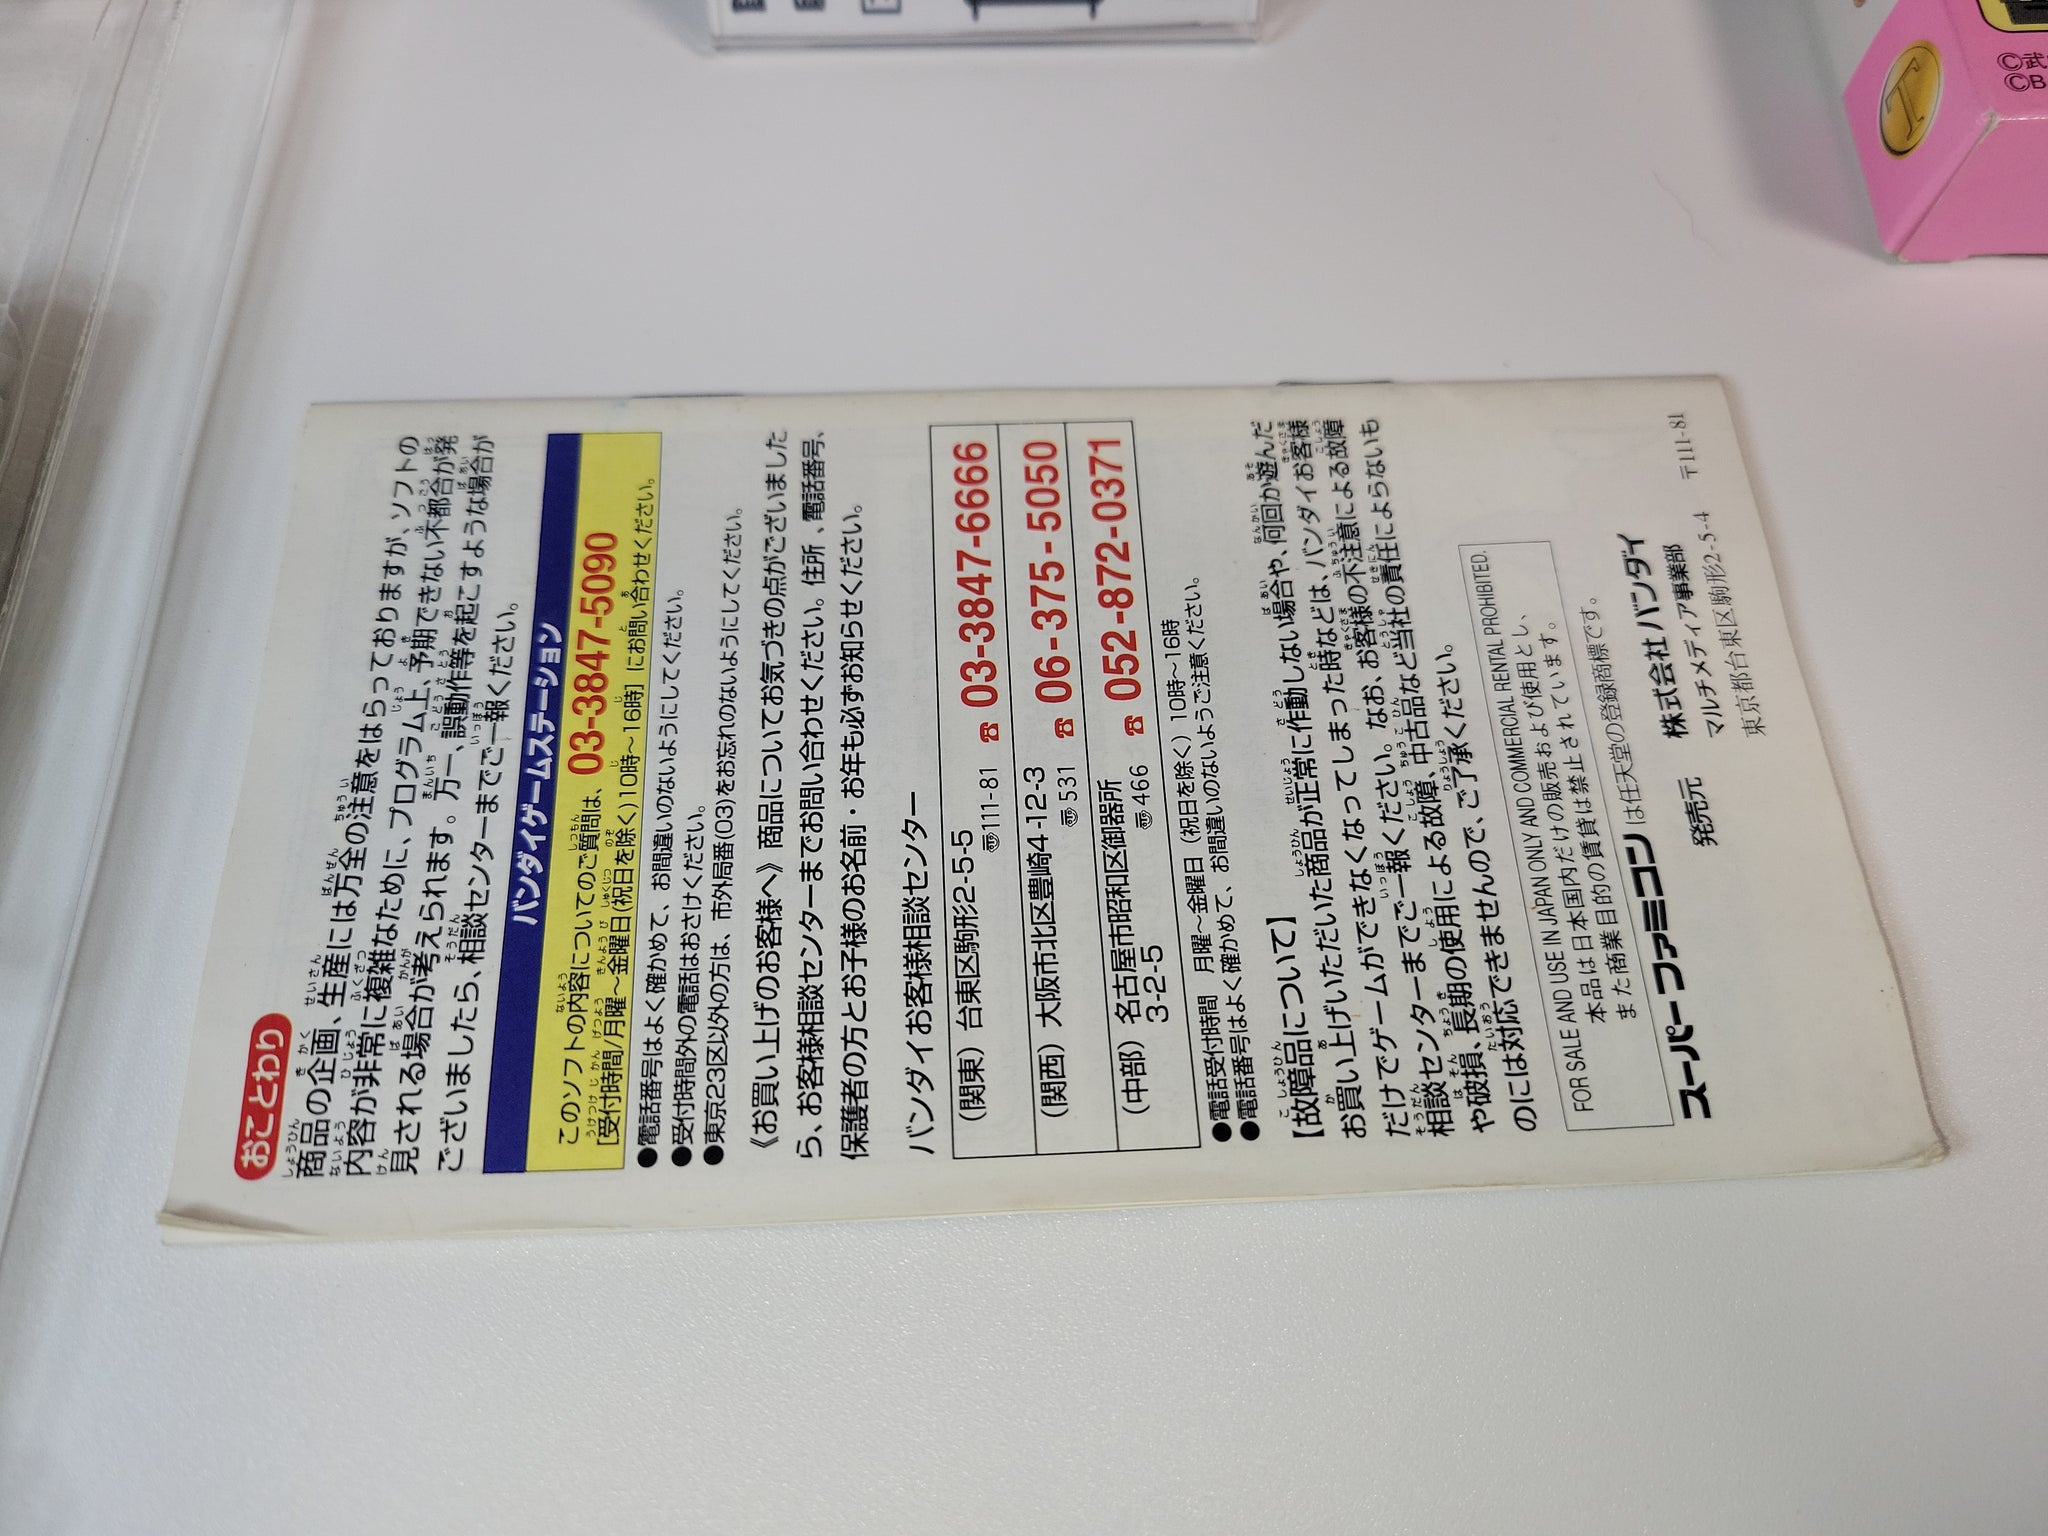 おことわり
商品の企画、生産には万全の注意をはらっておりますが、ソフトの
内容が非常に複雑なために、プログラム上、予期できない不都合が発
見される場合が考えられます。万一、誤動作等を起こすような場合が
ございましたら、相談センターまでご一報ください。
バンダイゲームステーション
このソフトの内容についてのご質問は、 03-3847-5090
[受付時間/月曜〜金曜日(祝日を除く)10時〜16時] にお問い合わせください。
●電話番号はよく確かめて、お間違いのないようにしてください。
●受付時間外の電話はおさけください。
●東京23区以外の方は、市外局番(03)をお忘れのないようにしてください。
《お買い上げのお客様へ》 商品についてお気づきの点がございました
ら、お客様相談センターまでお問い合わせください。住所、電話番号、
保護者の方とお子様のお名前・お年も必ずお知らせください。
バンダイお客様相談センター
(関東) 台東区駒形2-5-5 〠111-81 ☎ 03-3847-6666
(関西) 大阪市北区豊崎4-12-3 〠531 ☎ 06-375-5050
(中部) 名古屋市昭和区御器所 3-2-5 〠466 ☎ 052-872-0371
●電話受付時間 月曜〜金曜日 (祝日を除く) 10時〜16時
●電話番号はよく確かめて、お間違いのないようご注意ください。
【故障品について】
お買い上げいただいた商品が正常に作動しない場合や、何回か遊んだ
だけでゲームができなくなってしまった時などは、バンダイお客様
相談センターまでご一報ください。なお、お客様の不注意による故障
や破損、長期の使用による故障、中古品など当社の責任によらないも
のには対応できませんので、ご了承ください。
FOR SALE AND USE IN JAPAN ONLY AND COMMERCIAL RENTAL PROHIBITED.
本品は日本国内だけの販売および使用とし、
また商業目的の賃貸は禁止されています。
スーパーファミコン は任天堂の登録商標です。
発売元 株式会社 バンダイ
マルチメディア事業部
東京都台東区駒形2-5-4 〒111-81
©武
©B